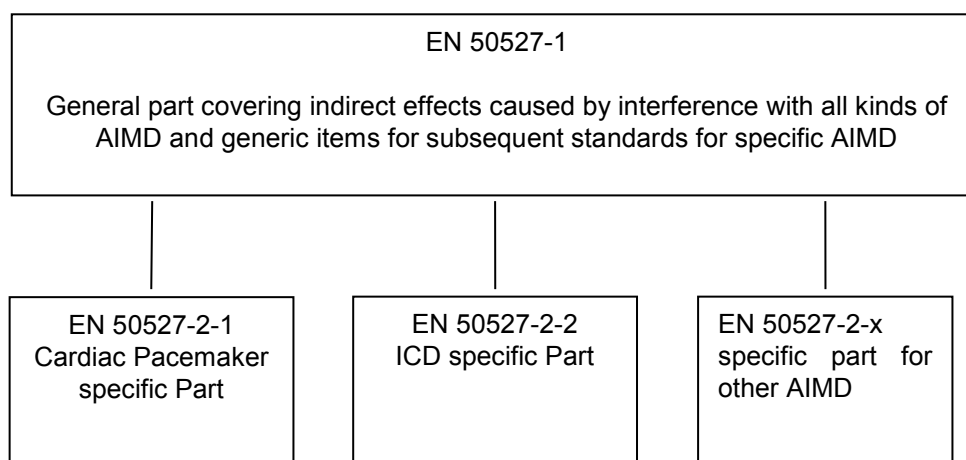 EN 50527-1
General part covering indirect effects caused by interference with all kinds of
AIMD and generic items for subsequent standards for specific AIMD
EN 50527-2-1
Cardiac Pacemaker
specific Part
EN 50527-2-2
ICD specific Part
EN 50527-2-x
specific part for
other AIMD